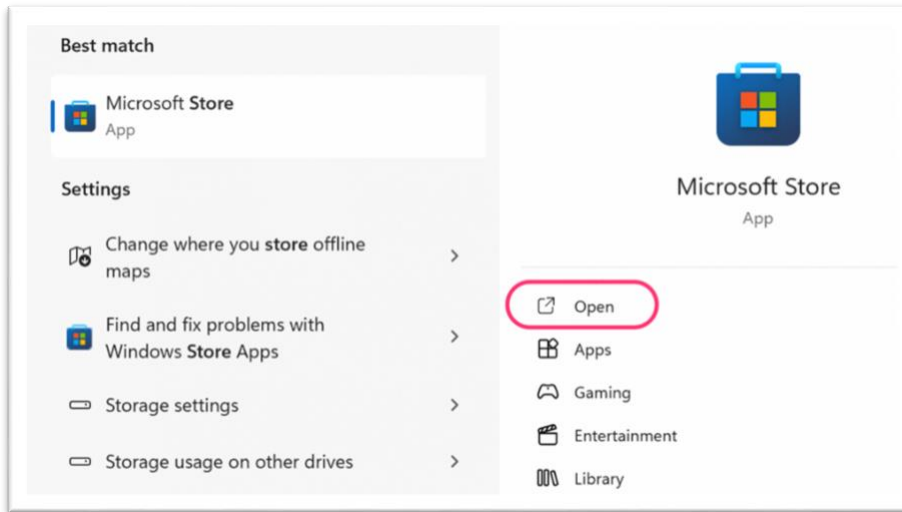 Best match
Microsoft Store
App
Settings
Change where you store offline
maps
Find and fix problems with
Windows Store Apps
Storage settings
Storage usage on other drives
Microsoft Store
App
Open
Apps
Gaming
Entertainment
Library